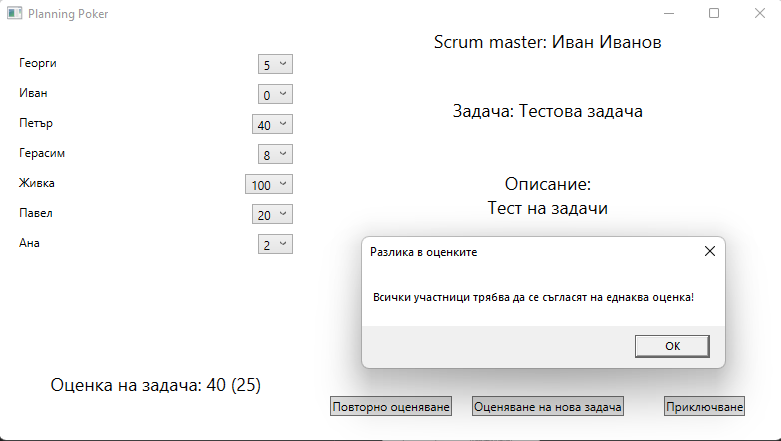 Planning Poker
Scrum master: Иван Иванов
Георги 5
Иван 0
Петър 40
Герасим 8
Живка 100
Павел 20
Ана 2
Задача: Тестова задача
Описание:
Тест на задачи
Разлика в оценките
Всички участници трябва да се съгласят на еднаква оценка!
OK
Оценка на задача: 40 (25)
Повторно оценяване
Оценяване на нова задача
Приключване